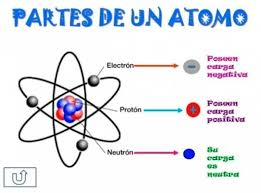 PARTES DE UN ATOMO
Electrón
Poseen
carga
negativa
Protón
Poseen
carga
positiva
Neutrón
Su
carga
es
neutra